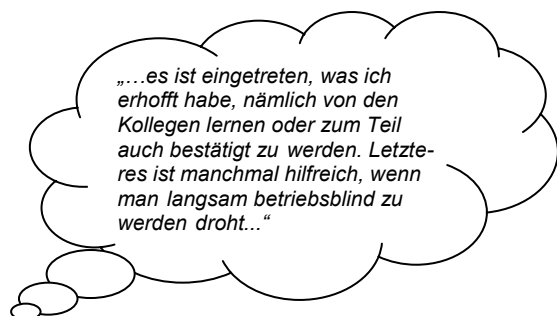 „…es ist eingetreten, was ich
erhofft habe, nämlich von den
Kollegen lernen oder zum Teil
auch bestätigt zu werden. Letzte-
res ist manchmal hilfreich, wenn
man langsam betriebsblind zu
werden droht...“